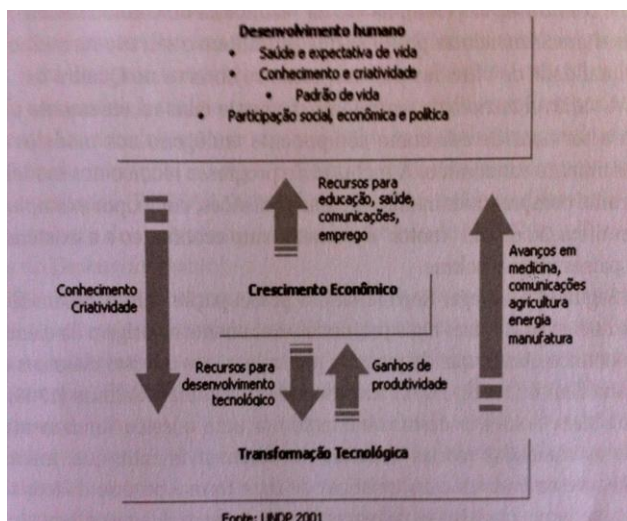 Desenvolvimento humano
• Saúde e expectativa de vida
• Conhecimento e criatividade
• Padrão de vida
• Participação social, econômica e política
Recursos para
educação, saúde,
comunicações,
emprego
Conhecimento
Criatividade
Crescimento Econômico
Avanços em
medicina,
comunicações
agricultura
energia
manufatura
Recursos para
desenvolvimento
tecnológico
Ganhos de
produtividade
Transformação Tecnológica
Fonte: UNDP 2001